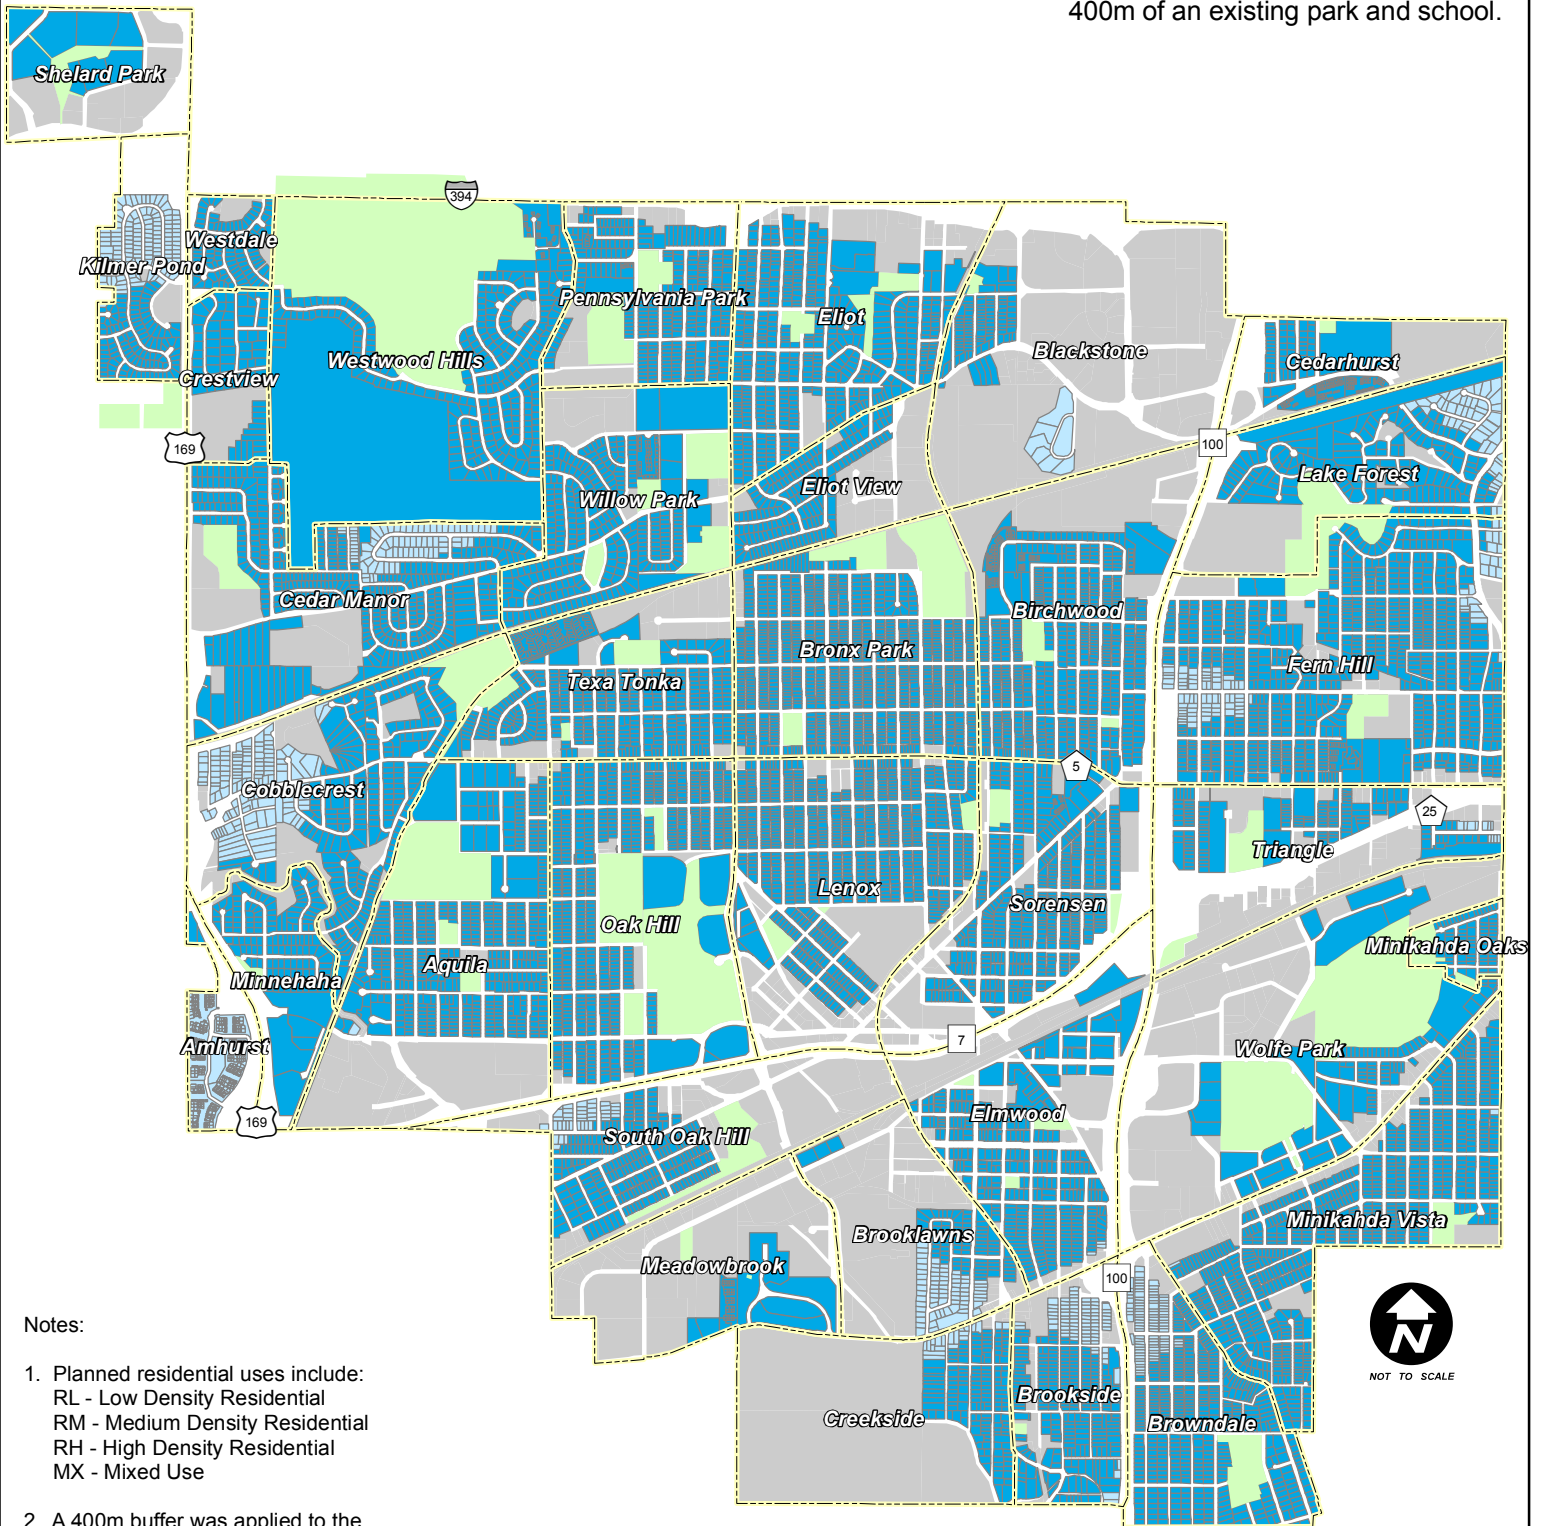 400m of an existing park and school.
Shelard Park
394
Westdale
Kilmer Pond
Pennsylvania Park
Eliot
Blackstone
Westwood Hills
Cedarhurst
Crestview
169
100
Lake Forest
Eliot View
Willow Park
Cedar Manor
Birchwood
Bronx Park
Fern Hill
Texa Tonka
5
Cobblecrest
25
Triangle
Lenox
Sorensen
Oak Hill
Minikahda Oaks
Aquila
Minnehaha
7
Amhurst
Wolfe Park
Elmwood
169
South Oak Hill
Minikahda Vista
Brooklawns
Meadowbrook
100
N
NOT TO SCALE
Brookside
Creekside
Browndale
Notes:
1. Planned residential uses include:
RL - Low Density Residential
RM - Medium Density Residential
RH - High Density Residential
MX - Mixed Use
2. A 400m buffer was applied to the